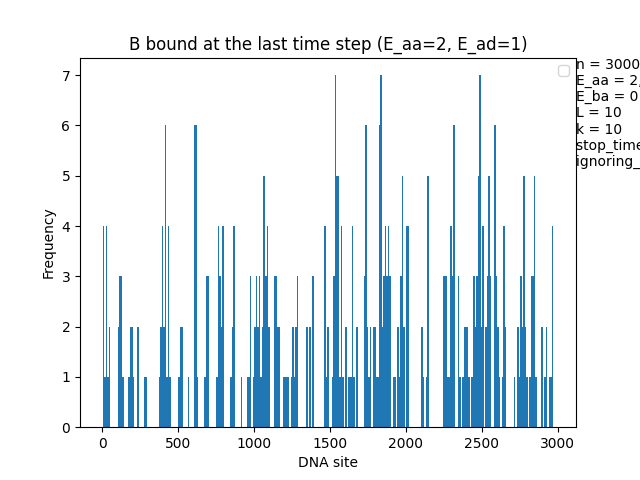 B bound at the last time step (E_aa=2, E_ad=1)
7
6
5
4
3
2
1
0
Frequency
0
500
1000
1500
2000
2500
3000
DNA site
n = 3000
E_aa = 2,
E_ba = 0
L = 10
k = 10
stop_time
ignoring_